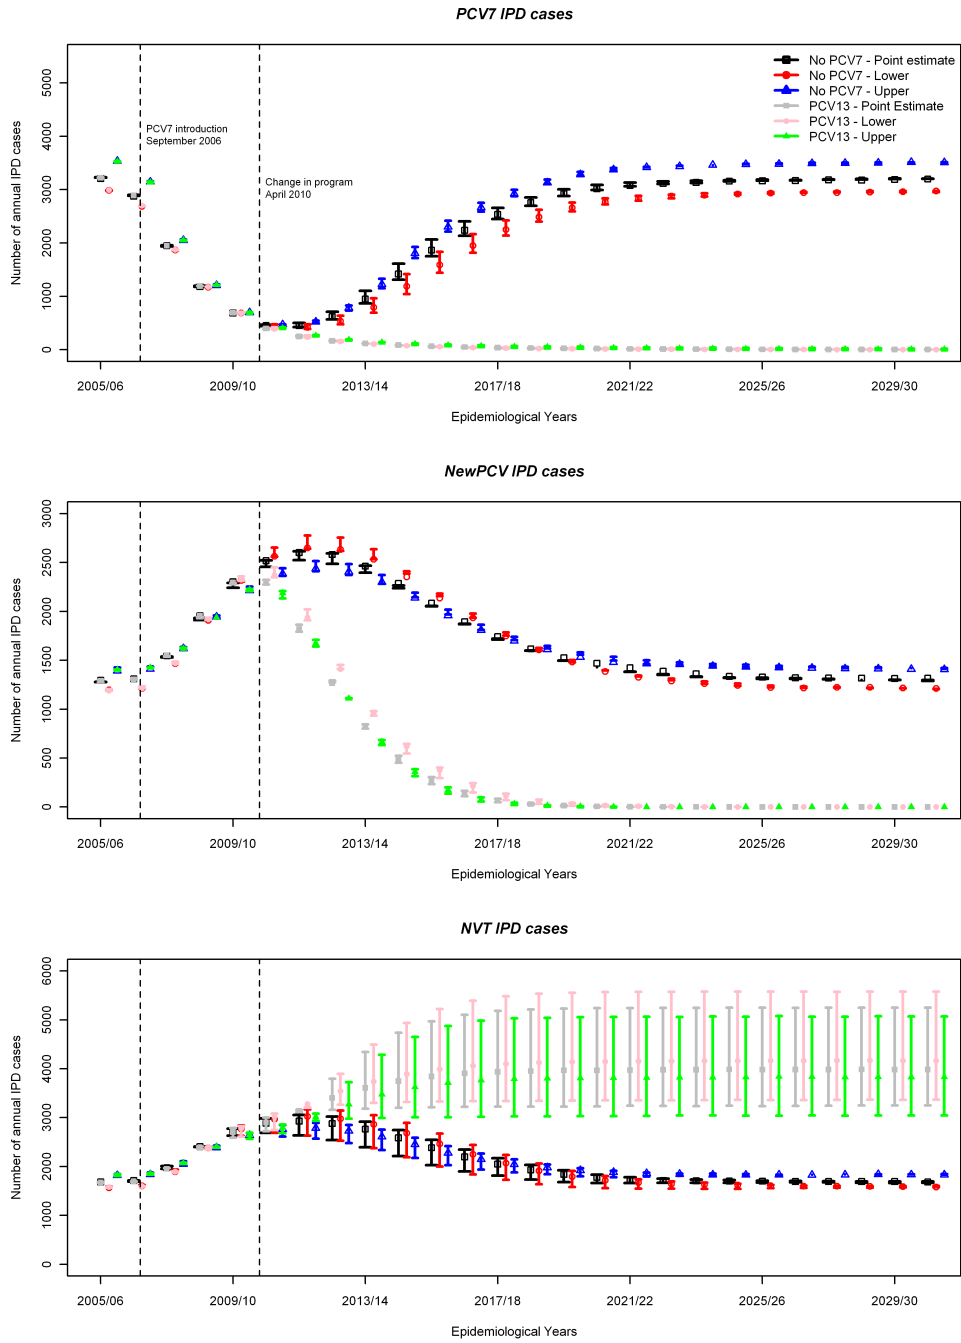 PCV7 IPD cases
Number of annual IPD cases
5000
4000
3000
2000
1000
0
No PCV7 - Point estimate
No PCV7 - Lower
No PCV7 - Upper
PCV13 - Point Estimate
PCV13 - Lower
PCV13 - Upper
PCV7 introduction
September 2006
Change in program
April 2010
2005/06 2009/10 2013/14 2017/18 2021/22 2025/26 2029/30
Epidemiological Years
NewPCV IPD cases
Number of annual IPD cases
3000
2500
2000
1500
1000
500
0
2005/06 2009/10 2013/14 2017/18 2021/22 2025/26 2029/30
Epidemiological Years
NVT IPD cases
Number of annual IPD cases
6000
5000
4000
3000
2000
1000
0
2005/06 2009/10 2013/14 2017/18 2021/22 2025/26 2029/30
Epidemiological Years